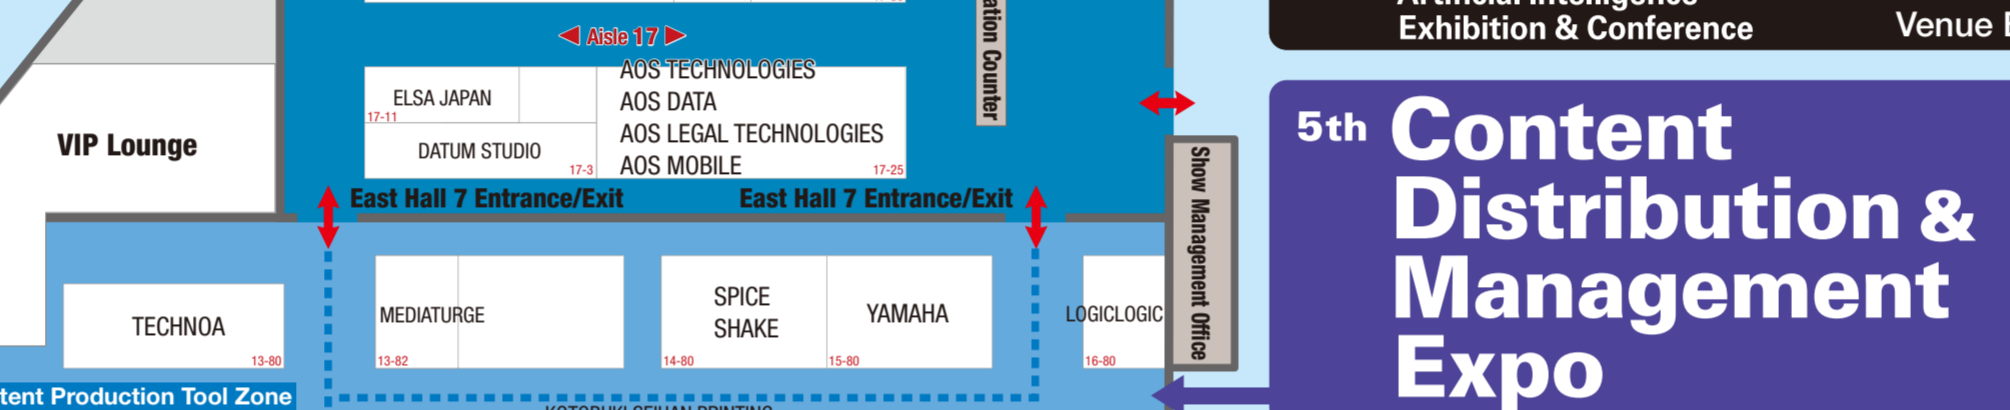 Exhibition & Conference
Venue
Aisle 17
AOS TECHNOLOGIES
AOS DATA
AOS LEGAL TECHNOLOGIES
AOS MOBILE
17-25
ELSA JAPAN
17-11
DATUM STUDIO
17-3
ation Counter
VIP Lounge
East Hall 7 Entrance/Exit
East Hall 7 Entrance/Exit
Show Management Office
TECHNOA
13-80
MEDIATURGE
13-82
SPICE
SHAKE
14-80
YAMAHA
15-80
LOGICLOGIC
16-80
tent Production Tool Zone
5th Content
Distribution &
Management
Expo